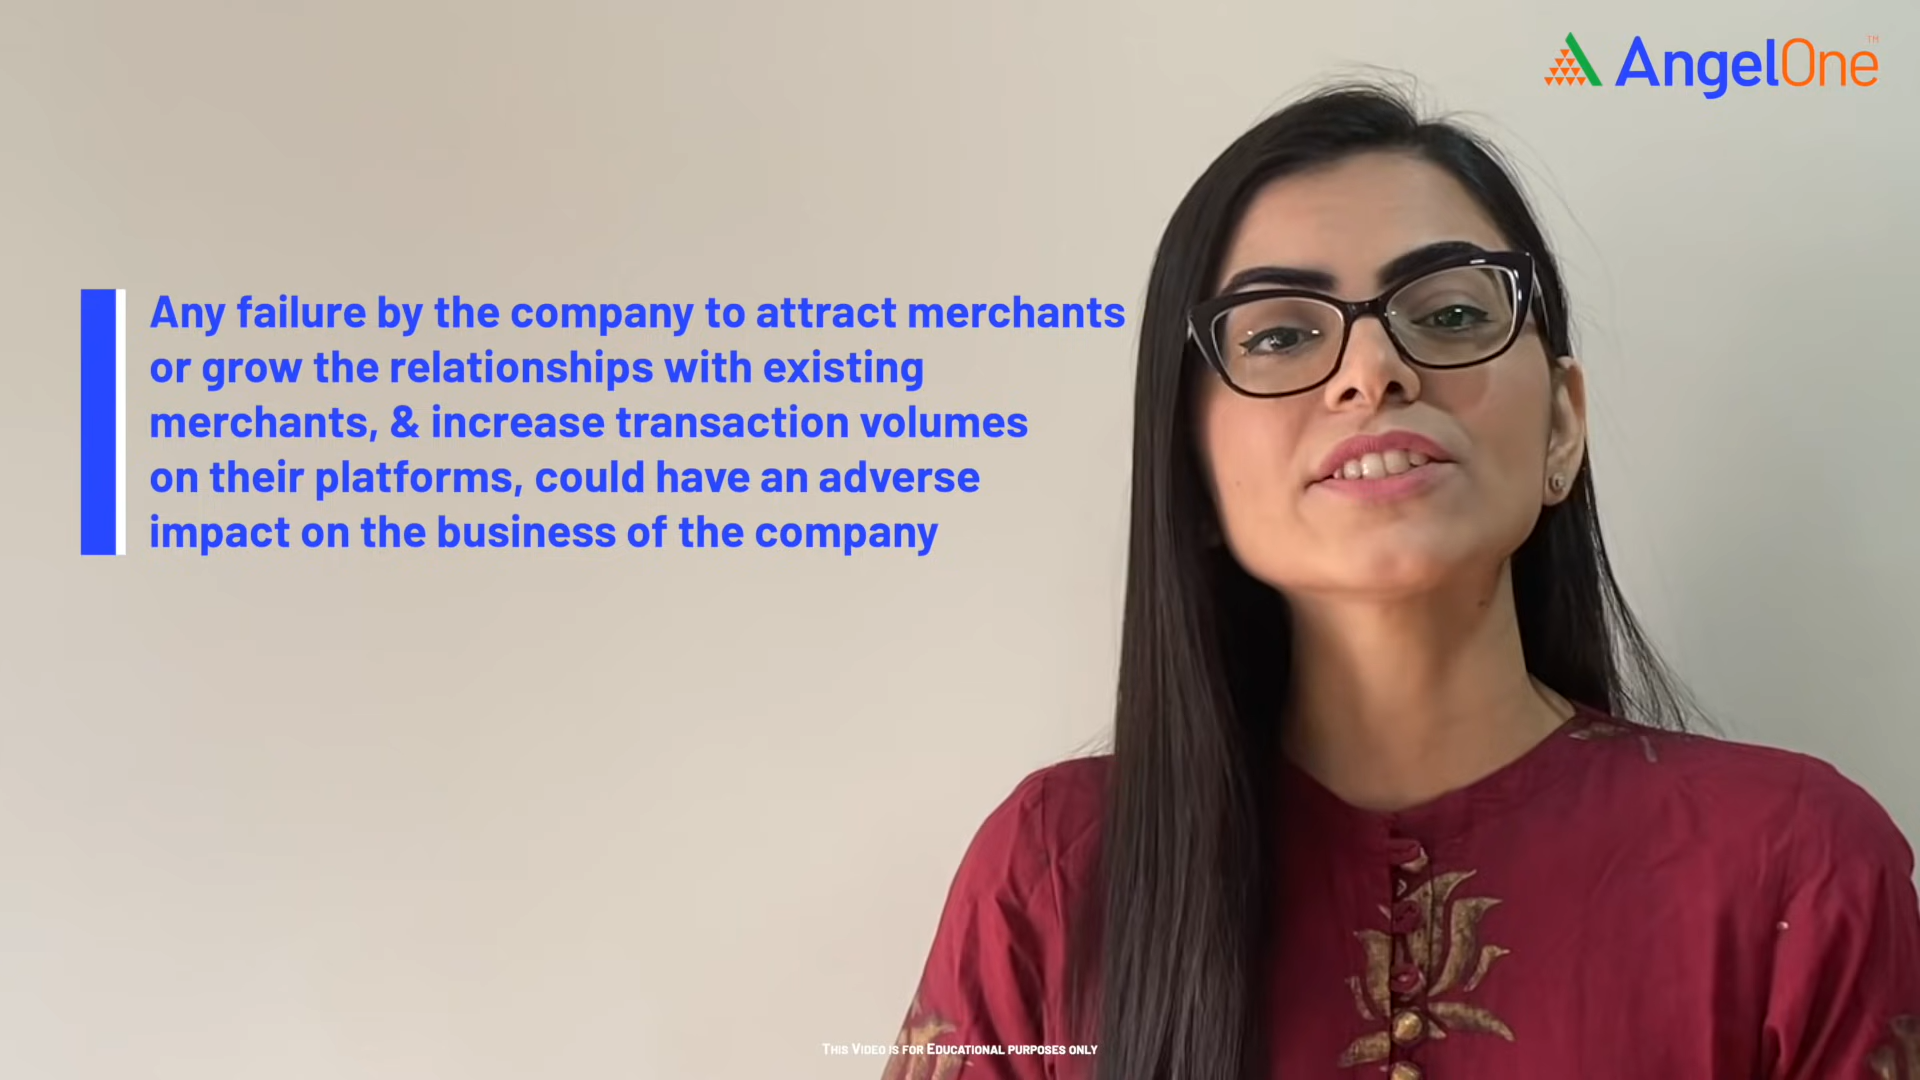 AngelOne
TM
Any failure by the company to attract merchants
or grow the relationships with existing
merchants, & increase transaction volumes
on their platforms, could have an adverse
impact on the business of the company
THIS VIDEO IS FOR EDUCATIONAL PURPOSES ONLY